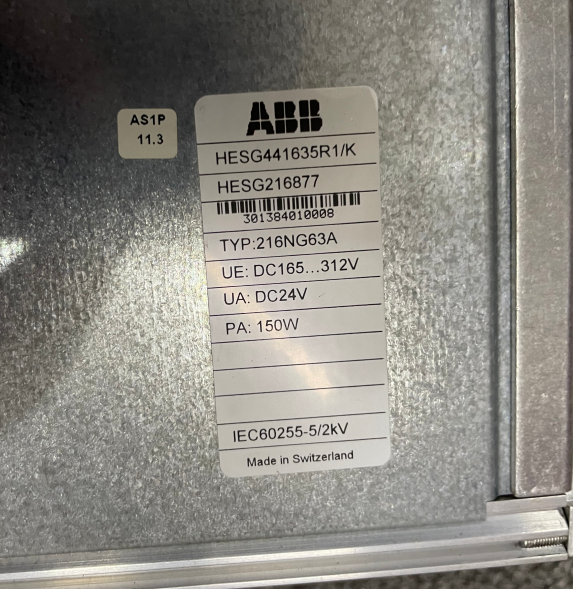 AS1P
11.3
ABB
HESG441635R1/K
HESG216877
301384010008
TYP:216NG63A
UE: DC165...312V
UA: DC24V
PA: 150W
IEC60255-5/2kV
Made in Switzerland